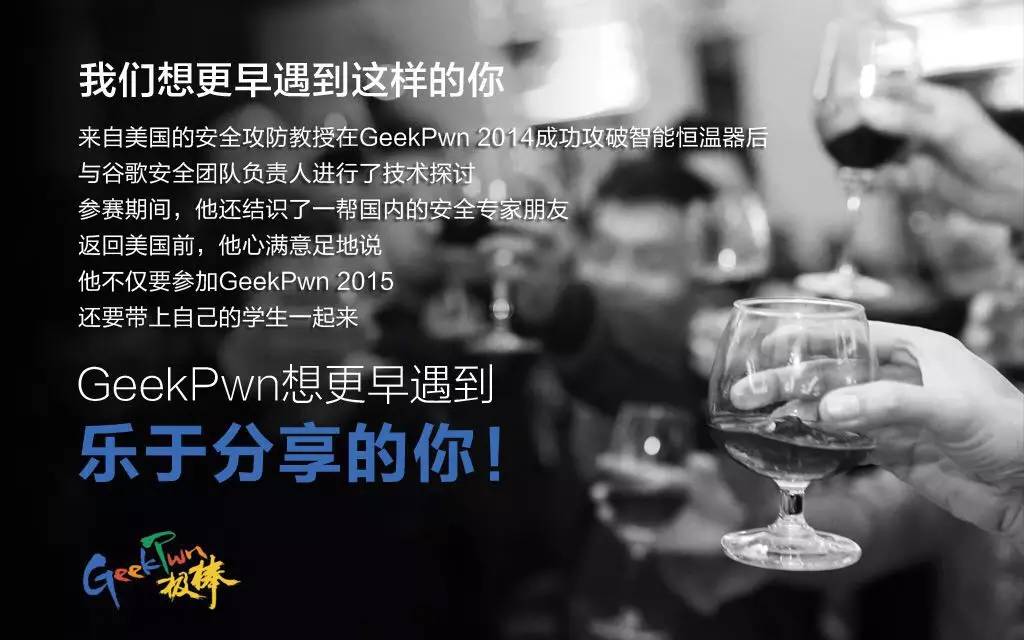 我们想更早遇到这样的你
来自美国的安全攻防教授在GeekPwn 2014成功攻破智能恒温器后
与谷歌安全团队负责人进行了技术探讨
参赛期间，他还结识了一帮国内的安全专家朋友
返回美国前，他心满意足地说
他不仅要参加GeekPwn 2015
还要带上自己的学生一起来
GeekPwn想更早遇到
乐于分享的你！
GeekPwn
极棒